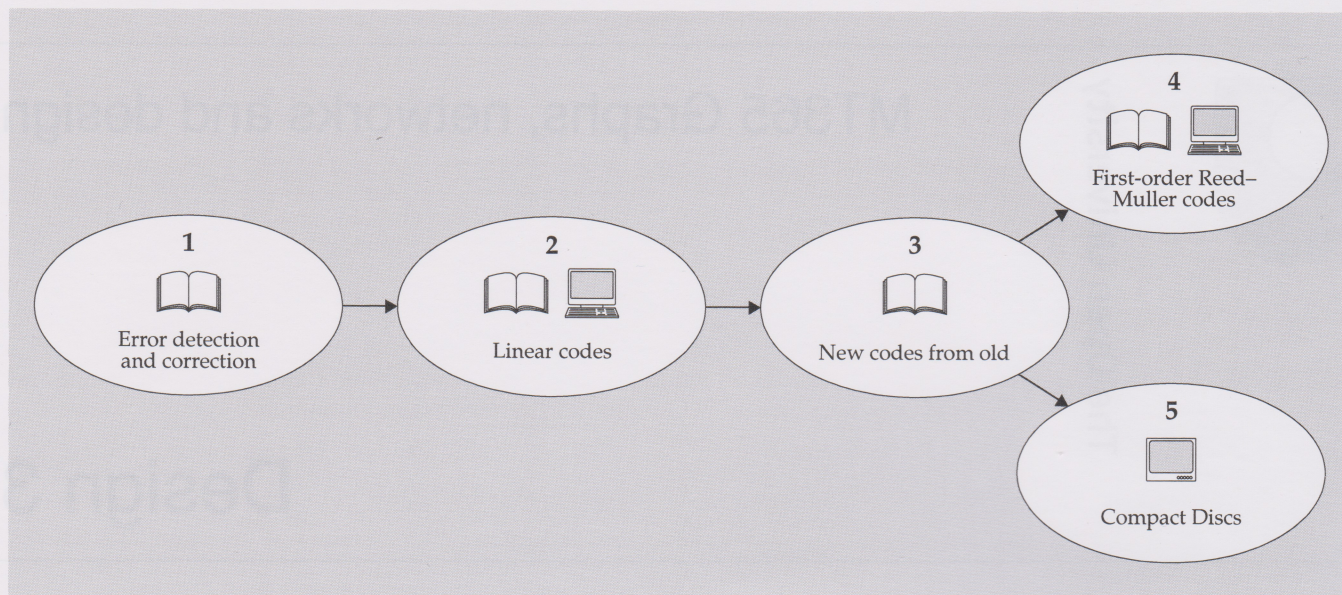 1
Error detection
and correction
2
Linear codes
3
New codes from old
4
First-order Reed–
Muller codes
5
Compact Discs
MT365 Graphs, networks and design
Design 3